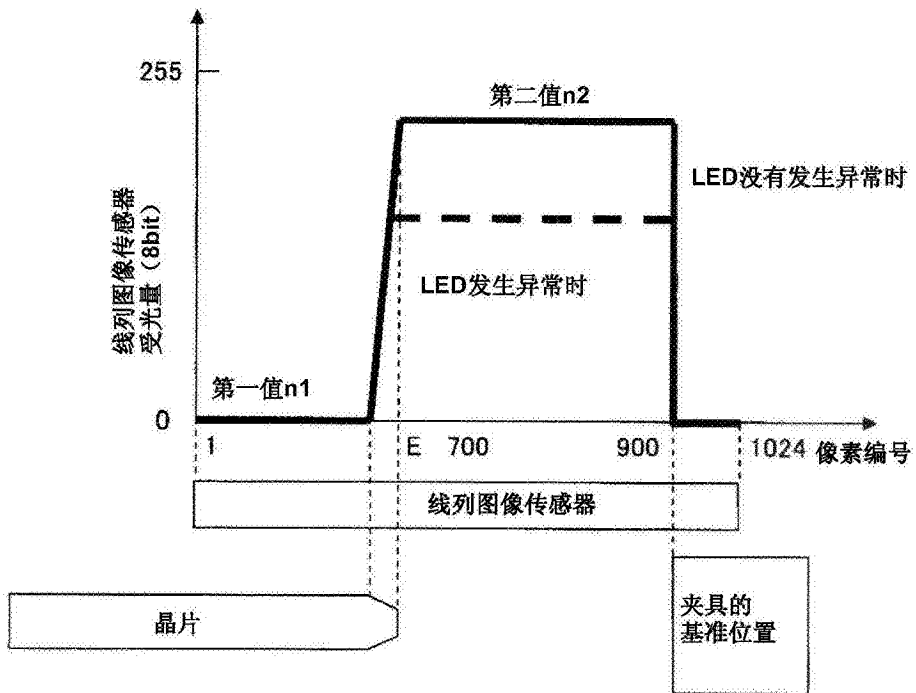 255
第二值n2
LED没有发生异常时
线列图像传感器
受光量（8bit）
LED发生异常时
第一值n1
0
1 E 700 900 1024 像素编号
线列图像传感器
晶片
夹具的
基准位置